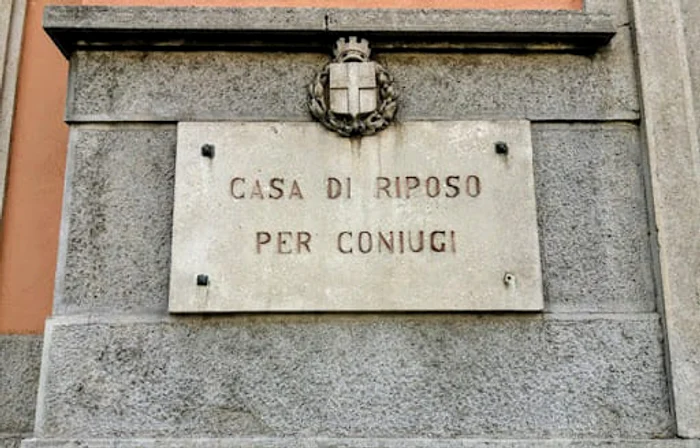 CASA DI RIPOSO
PER CONIUGI